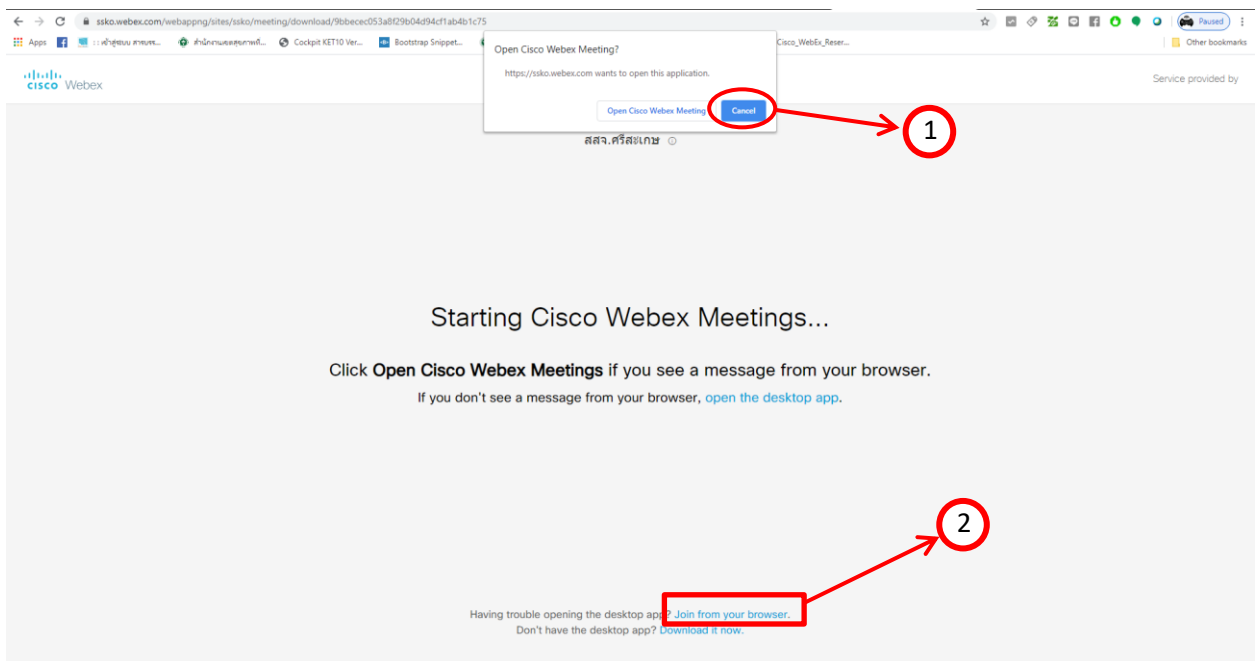 ssko.webex.com/webappng/sites/ssko/meeting/download/9bbecec053a8f29b04d94cf1ab4b1c75
Paused
Apps
Cockpit KET10 Ver...
Bootstrap Snippet...
Cisco_WebEx_Reser...
Other bookmarks
Open Cisco Webex Meeting?
https://ssko.webex.com wants to open this application.
Open Cisco Webex Meeting
Cancel
1
cisco Webex
Service provided by
สสจ.ศรีสะเกษ
Starting Cisco Webex Meetings...
Click Open Cisco Webex Meetings if you see a message from your browser.
If you don't see a message from your browser, open the desktop app.
2
Having trouble opening the desktop app? Join from your browser.
Don't have the desktop app? Download it now.